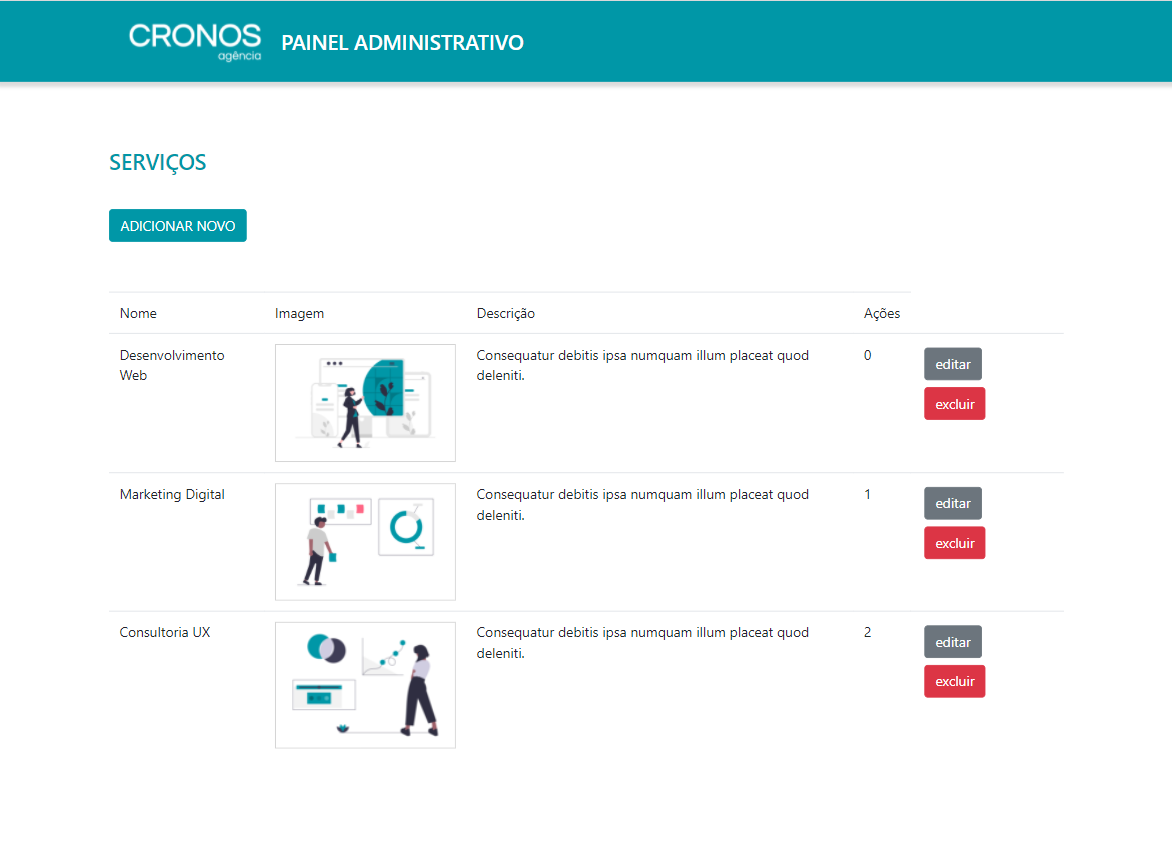 CRONOS
agência
PAINEL ADMINISTRATIVO
SERVIÇOS
ADICIONAR NOVO
Nome Imagem Descrição Ações
Desenvolvimento
Web
Consequatur debitis ipsa numquam illum placeat quod
deleniti.
0
editar
excluir
Marketing Digital
Consequatur debitis ipsa numquam illum placeat quod
deleniti.
1
editar
excluir
Consultoria UX
Consequatur debitis ipsa numquam illum placeat quod
deleniti.
2
editar
excluir